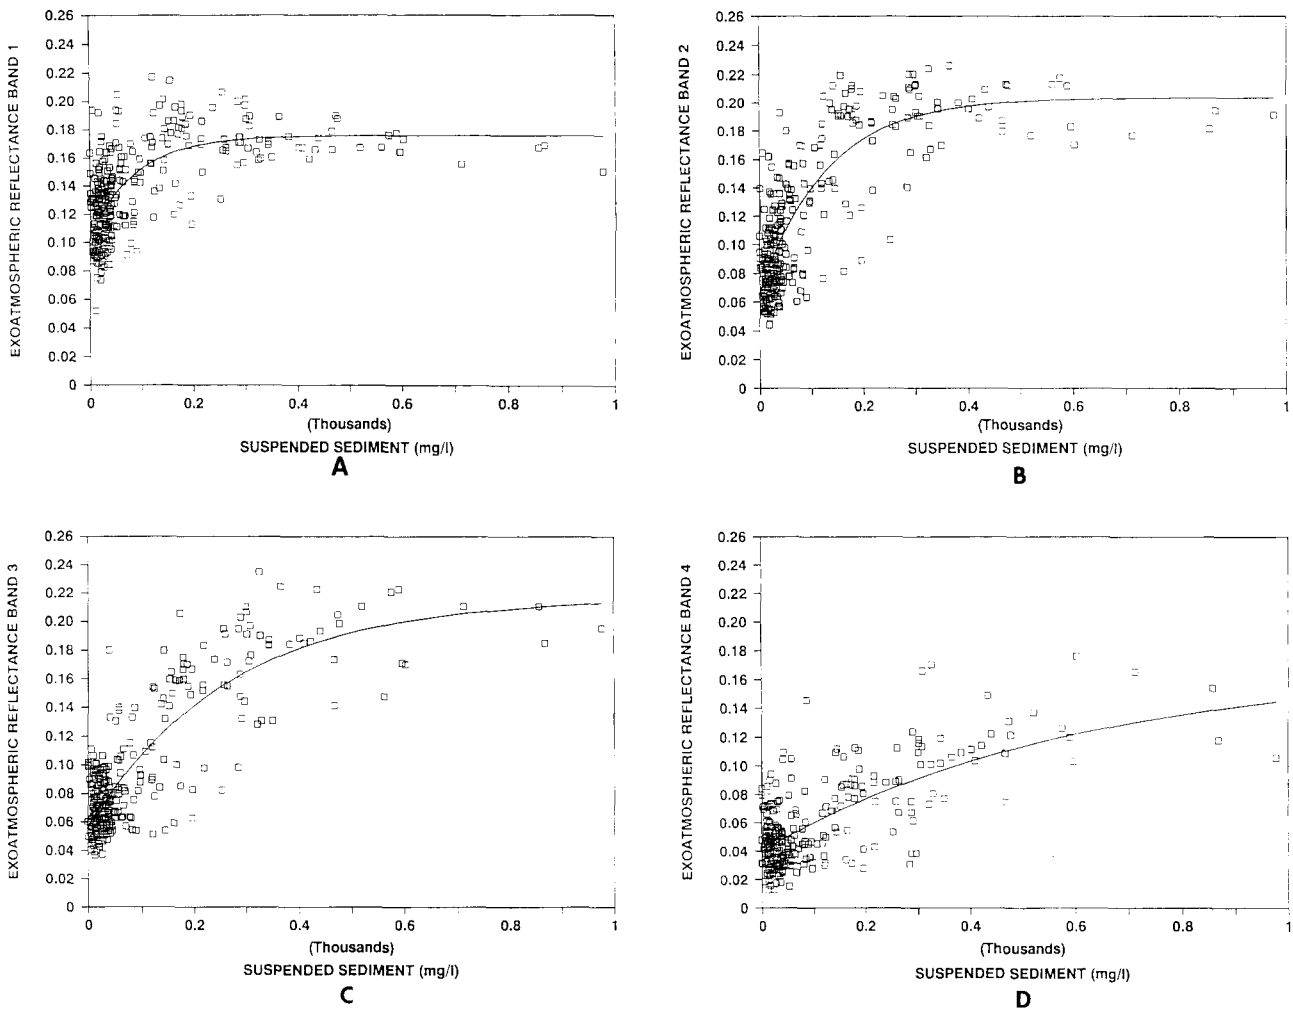 EXOATMOSPHERIC REFLECTANCE BAND 1
0.26
0.24
0.22
0.20
0.18
0.16
0.14
0.12
0.10
0.08
0.06
0.04
0.02
0
0 0.2 0.4 0.6 0.8 1
(Thousands)
SUSPENDED SEDIMENT (mg/l)
A
EXOATMOSPHERIC REFLECTANCE BAND 2
0.26
0.24
0.22
0.20
0.18
0.16
0.14
0.12
0.10
0.08
0.06
0.04
0.02
0
0 0.2 0.4 0.6 0.8 1
(Thousands)
SUSPENDED SEDIMENT (mg/l)
B
EXOATMOSPHERIC REFLECTANCE BAND 3
0.26
0.24
0.22
0.20
0.18
0.16
0.14
0.12
0.10
0.08
0.06
0.04
0.02
0
0 0.2 0.4 0.6 0.8 1
(Thousands)
SUSPENDED SEDIMENT (mg/l)
C
EXOATMOSPHERIC REFLECTANCE BAND 4
0.26
0.24
0.22
0.20
0.18
0.16
0.14
0.12
0.10
0.08
0.06
0.04
0.02
0
0 0.2 0.4 0.6 0.8 1
(Thousands)
SUSPENDED SEDIMENT (mg/l)
D